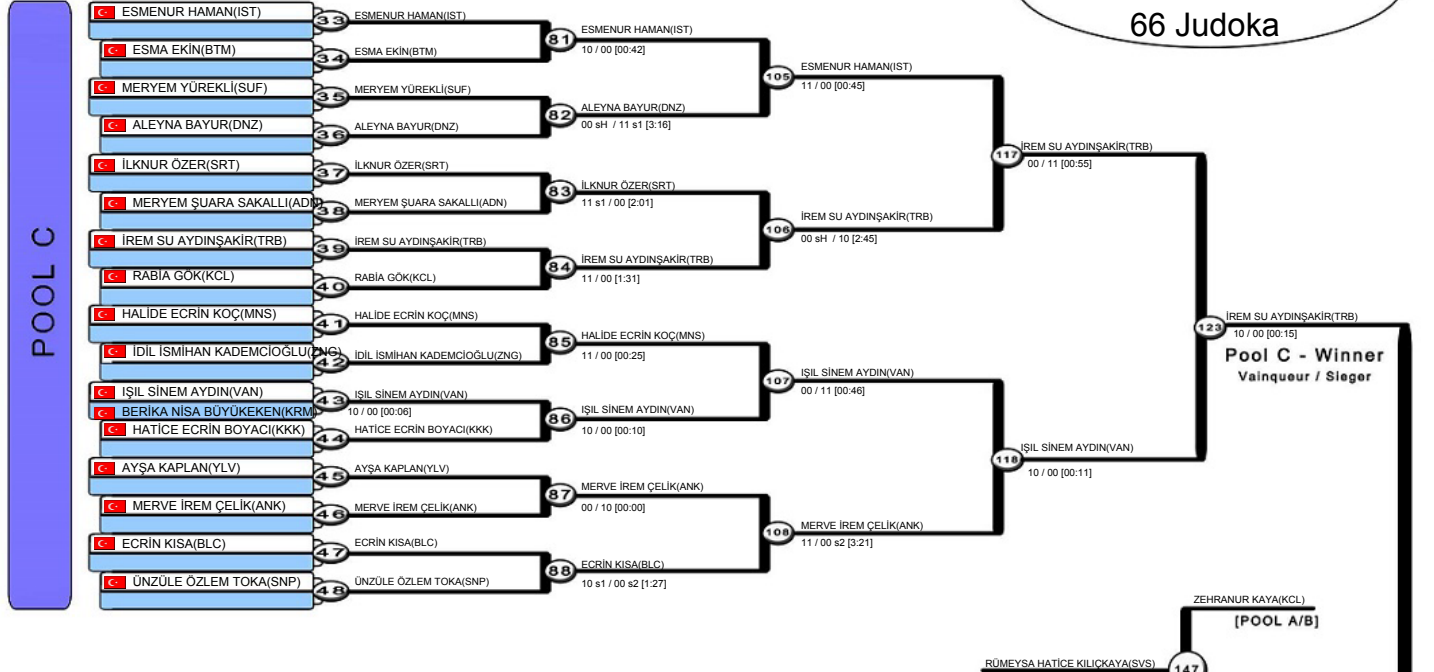 66 Judoka
POOL C
ESMENUR HAMAN(IST)
ESMA EKİN(BTM)
MERYEM YÜREKLİ(SUF)
ALEYNA BAYUR(DNZ)
İLKNUR ÖZER(SRT)
MERYEM ŞUARA SAKALLI(ADN)
İREM SU AYDINŞAKİR(TRB)
RABİA GÖK(KCL)
HALİDE ECRİN KOÇ(MNS)
İDİL İSMİHAN KADEMCİOĞLU(ZNG)
IŞIL SİNEM AYDIN(VAN)
BERİKA NİSA BÜYÜKEKEN(KRM)
HATİCE ECRİN BOYACI(KKK)
AYŞA KAPLAN(YLV)
MERVE İREM ÇELİK(ANK)
ECRİN KISA(BLC)
ÜNZÜLE ÖZLEM TOKA(SNP)
33 ESMENUR HAMAN(IST)
34 ESMA EKİN(BTM)
35 MERYEM YÜREKLİ(SUF)
36 ALEYNA BAYUR(DNZ)
37 İLKNUR ÖZER(SRT)
38 MERYEM ŞUARA SAKALLI(ADN)
39 İREM SU AYDINŞAKİR(TRB)
40 RABİA GÖK(KCL)
41 HALİDE ECRİN KOÇ(MNS)
42 İDİL İSMİHAN KADEMCİOĞLU(ZNG)
43 IŞIL SİNEM AYDIN(VAN)
10 / 00 [00:06]
44 HATİCE ECRİN BOYACI(KKK)
45 AYŞA KAPLAN(YLV)
46 MERVE İREM ÇELİK(ANK)
47 ECRİN KISA(BLC)
48 ÜNZÜLE ÖZLEM TOKA(SNP)
81 ESMENUR HAMAN(IST)
10 / 00 [00:42]
82 ALEYNA BAYUR(DNZ)
00 sH / 11 s1 [3:16]
83 İLKNUR ÖZER(SRT)
11 s1 / 00 [2:01]
84 İREM SU AYDINŞAKİR(TRB)
11 / 00 [1:31]
85 HALİDE ECRİN KOÇ(MNS)
11 / 00 [00:25]
86 IŞIL SİNEM AYDIN(VAN)
10 / 00 [00:10]
87 MERVE İREM ÇELİK(ANK)
00 / 10 [00:00]
88 ECRİN KISA(BLC)
10 s1 / 00 s2 [1:27]
105 ESMENUR HAMAN(IST)
11 / 00 [00:45]
106 İREM SU AYDINŞAKİR(TRB)
00 sH / 10 [2:45]
107 IŞIL SİNEM AYDIN(VAN)
00 / 11 [00:46]
108 MERVE İREM ÇELİK(ANK)
11 / 00 s2 [3:21]
117 İREM SU AYDINŞAKİR(TRB)
00 / 11 [00:55]
118 IŞIL SİNEM AYDIN(VAN)
10 / 00 [00:11]
123 İREM SU AYDINŞAKİR(TRB)
10 / 00 [00:15]
Pool C - Winner
Vainqueur / Sieger
ZEHRANUR KAYA(KCL)
[POOL A/B]
RÜMEYSA HATİCE KILIÇKAYA(SVS) 147